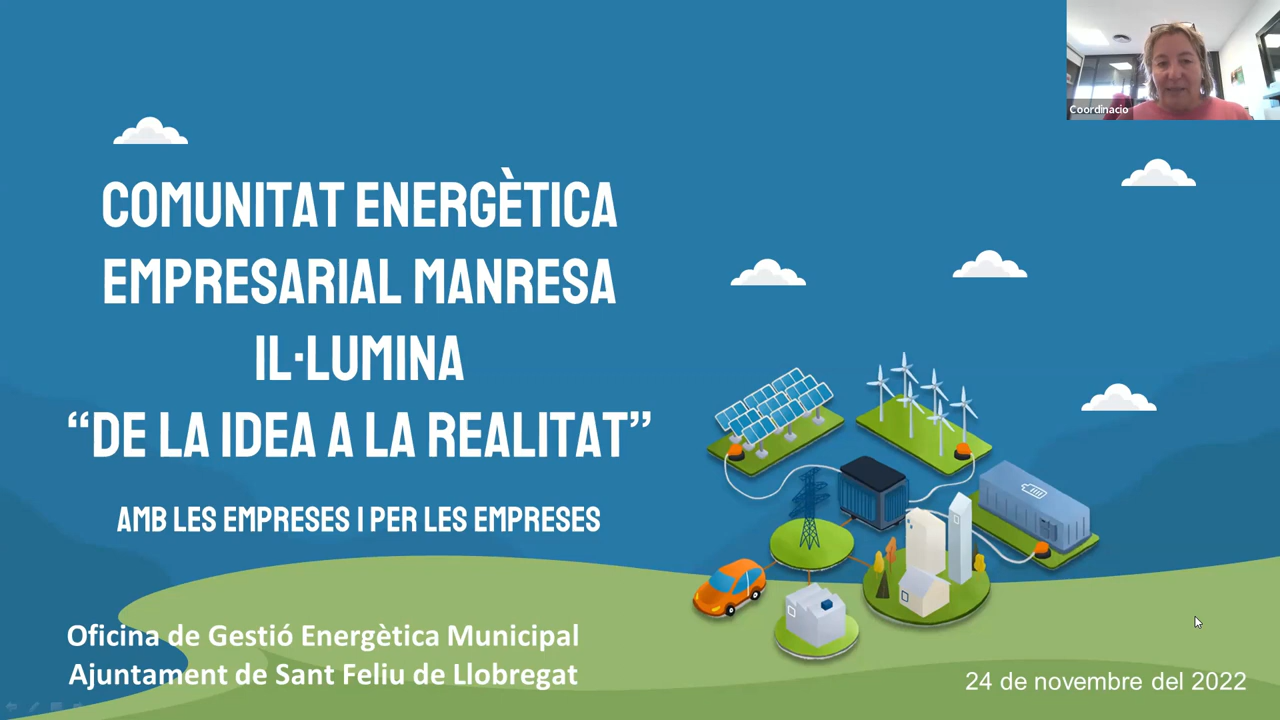 Coordinacio
COMUNITAT ENERGÈTICA
EMPRESARIAL MANRESA
IL·LUMINA
“DE LA IDEA A LA REALITAT”
AMB LES EMPRESES I PER LES EMPRESES
Oficina de Gestió Energètica Municipal
Ajuntament de Sant Feliu de Llobregat
24 de novembre del 2022